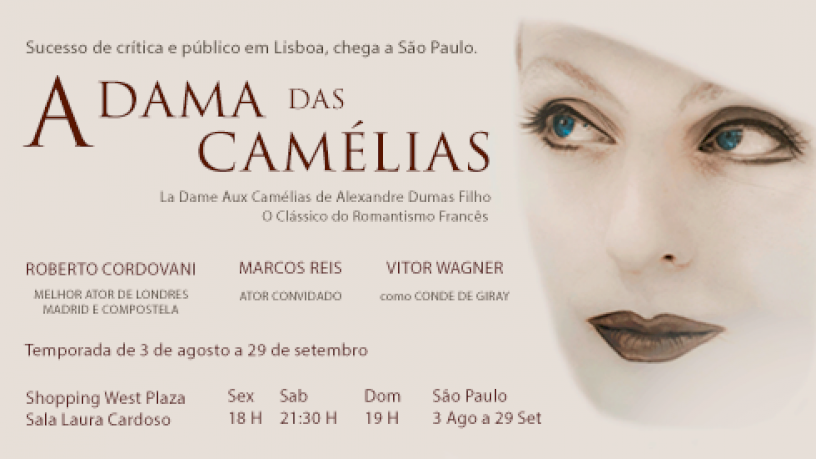 Sucesso de crítica e público em Lisboa, chega a São Paulo.
A DAMA DAS
CAMÉLIAS
La Dame Aux Camélias de Alexandre Dumas Filho
O Clássico do Romantismo Francês
ROBERTO CORDOVANI MARCOS REIS VITOR WAGNER
MELHOR ATOR DE LONDRES ATOR CONVIDADO como CONDE DE GIRAY
MADRID E COMPOSTELA
Temporada de 3 de agosto a 29 de setembro
Shopping West Plaza Sex Sab Dom São Paulo
Sala Laura Cardoso 18 H 21:30 H 19 H 3 Ago a 29 Set